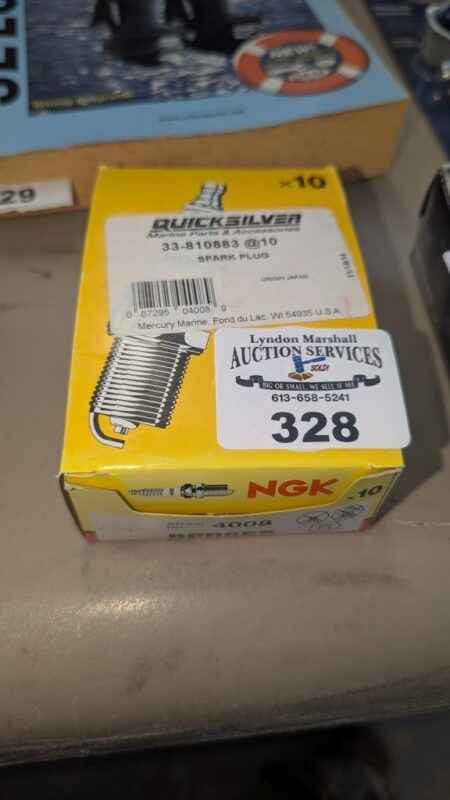 NEW
29
x10
QUICKSILVER
Marine Parts & Accessories
33-810883 @10
SPARK PLUG
ORIGIN JAPAN
0 87295 04008 9
Mercury Marine, Fond du Lac, WI 54935 U.S.A.
Lyndon Marshall
AUCTION SERVICES
SOLD!
BIG OR SMALL, WE SELL IT ALL
613-658-5241
328
NGK x10
4008